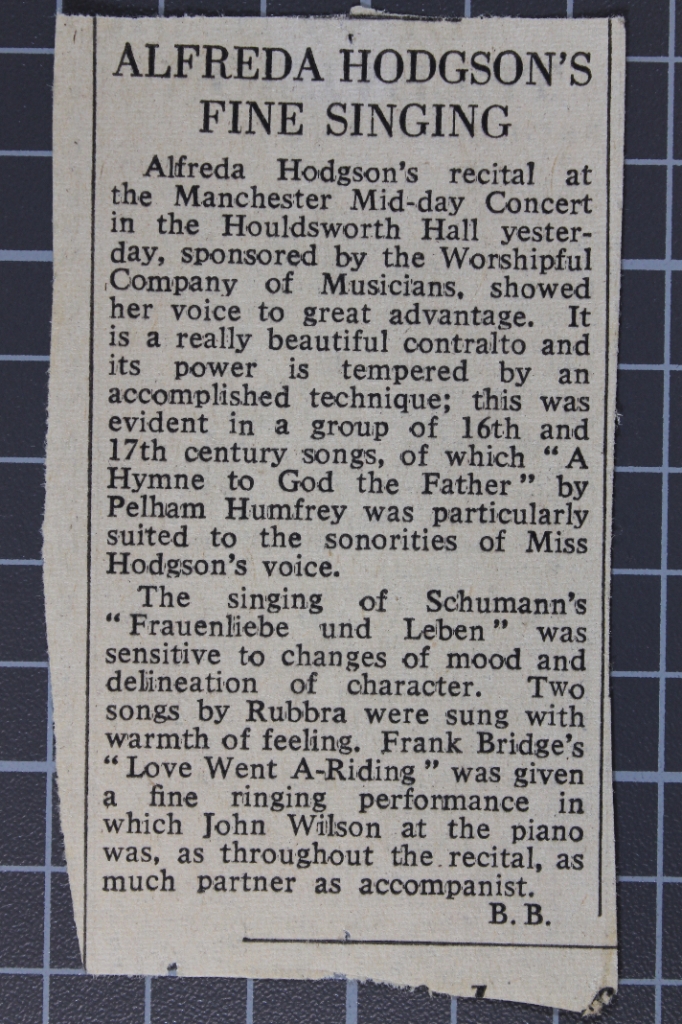 ALFREDA HODGSON'S
FINE SINGING
Alfreda Hodgson's recital at
the Manchester Mid-day Concert
in the Houldsworth Hall yester-
day, sponsored by the Worshipful
Company of Musicians, showed
her voice to great advantage. It
is a really beautiful contralto and
its power is tempered by an
accomplished technique; this was
evident in a group of 16th and
17th century songs, of which "A
Hymne to God the Father" by
Pelham Humfrey was particularly
suited to the sonorities of Miss
Hodgson's voice.
The singing of Schumann's
"Frauenliebe und Leben" was
sensitive to changes of mood and
delineation of character. Two
songs by Rubbra were sung with
warmth of feeling. Frank Bridge's
"Love Went A-Riding" was given
a fine ringing performance in
which John Wilson at the piano
was, as throughout the recital, as
much partner as accompanist.
B. B.